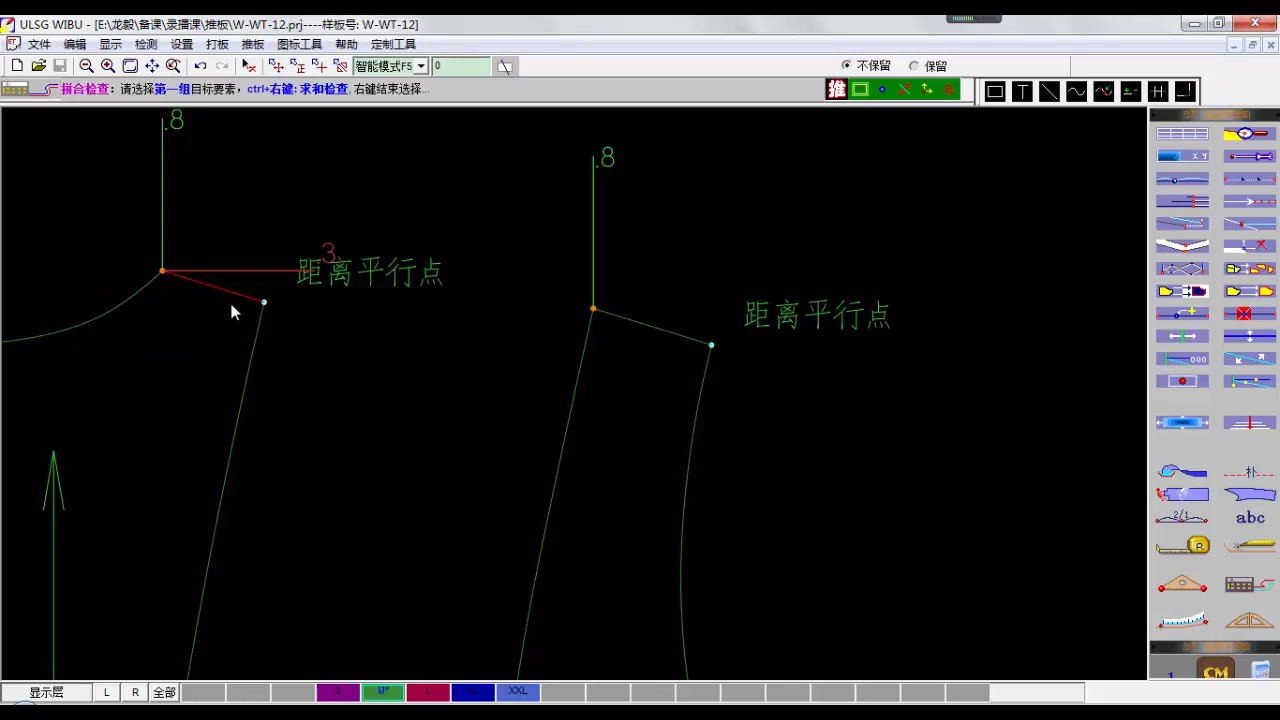 ULSG WIBU - [E:\龙毅\备课\录播课\推板\W-WT-12.prj----样板号: W-WT-12]
文件 编辑 显示 检测 设置 打板 推板 图标工具 帮助 定制工具
智能模式F5 0 不保留 保留
拼合检查: 请选择第一组目标要素, ctrl+右键: 求和检查, 右键结束选择...
推
.8
.8
3
距离平行点
距离平行点
2/1
补
abc
显示层 L R 全部 S M* L XXL